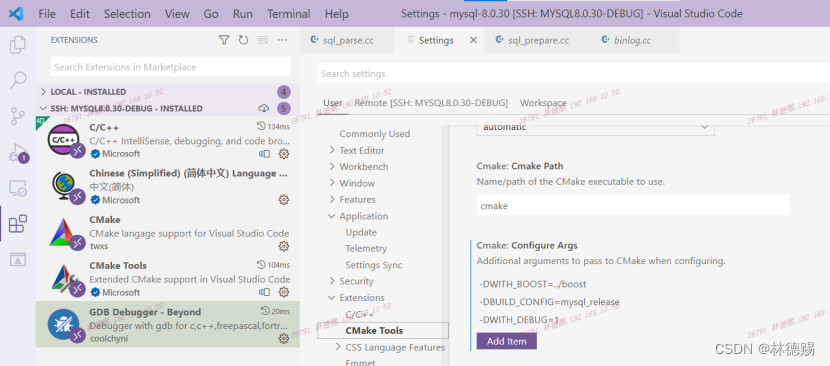 File Edit Selection View Go Run Terminal Help
Settings - mysql-8.0.30 [SSH: MYSQL8.0.30-DEBUG] - Visual Studio Code
EXTENSIONS
Search Extensions in Marketplace
LOCAL - INSTALLED 4
SSH: MYSQL8.0.30-DEBUG - INSTALLED 5
C/C++ 134ms
C/C++ IntelliSense, debugging, and code bro...
Microsoft
Chinese (Simplified) (简体中文) Language ...
中文(简体)
Microsoft
CMake
CMake langage support for Visual Studio Code
twxs
CMake Tools 104ms
Extended CMake support in Visual Studio Code
Microsoft
GDB Debugger - Beyond 20ms
Debugger with gdb for c,c++,freepascal,fortr...
coolchyni
1
sql_parse.cc
Settings
sql_prepare.cc
binlog.cc
Search settings
User Remote [SSH: MYSQL8.0.30-DEBUG] Workspace
Commonly Used
Text Editor
Workbench
Window
Features
Application
Update
Telemetry
Settings Sync
Security
Extensions
C/C++
CMake Tools
CSS Language Features
Emmet
automatic
Cmake: Cmake Path
Name/path of the CMake executable to use.
cmake
Cmake: Configure Args
Additional arguments to pass to CMake when configuring.
-DWITH_BOOST=../boost
-DBUILD_CONFIG=mysql_release
-DWITH_DEBUG=1
Add Item
CSDN @林德赐